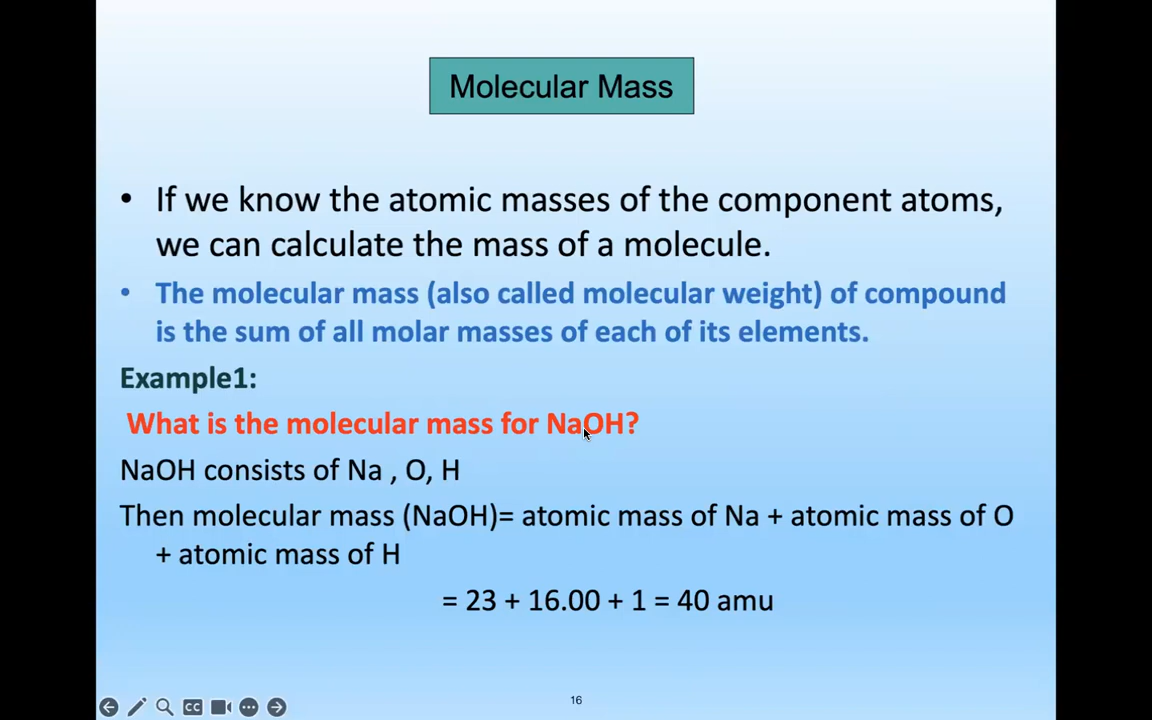 Molecular Mass
• If we know the atomic masses of the component atoms,
we can calculate the mass of a molecule.
• The molecular mass (also called molecular weight) of compound
is the sum of all molar masses of each of its elements.
Example1:
What is the molecular mass for NaOH?
NaOH consists of Na , O, H
Then molecular mass (NaOH)= atomic mass of Na + atomic mass of O
+ atomic mass of H
= 23 + 16.00 + 1 = 40 amu
16
CC